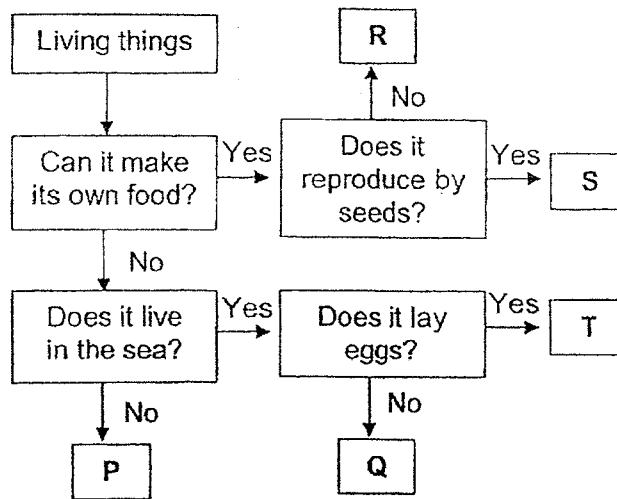 Living things
R
No
Can it make
its own food?
Yes
Does it
reproduce by
seeds?
Yes
S
No
Does it live
in the sea?
Yes
Does it lay
eggs?
Yes
T
No
P
No
Q